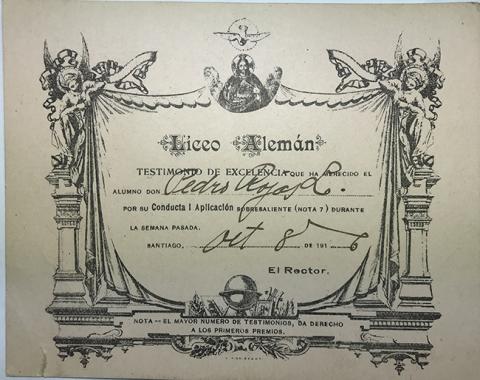 Liceo Alemán
TESTIMONIO DE EXCELENCIA QUE HA MERECIDO EL
ALUMNO DON Pedro Rojas L.
POR SU Conducta I Aplicación SOBRESALIENTE (NOTA 7) DURANTE
LA SEMANA PASADA.
SANTIAGO, Oct 8 DE 191 6
El Rector.
NOTA — EL MAYOR NUMERO DE TESTIMONIOS, DA DERECHO
A LOS PRIMEROS PREMIOS.